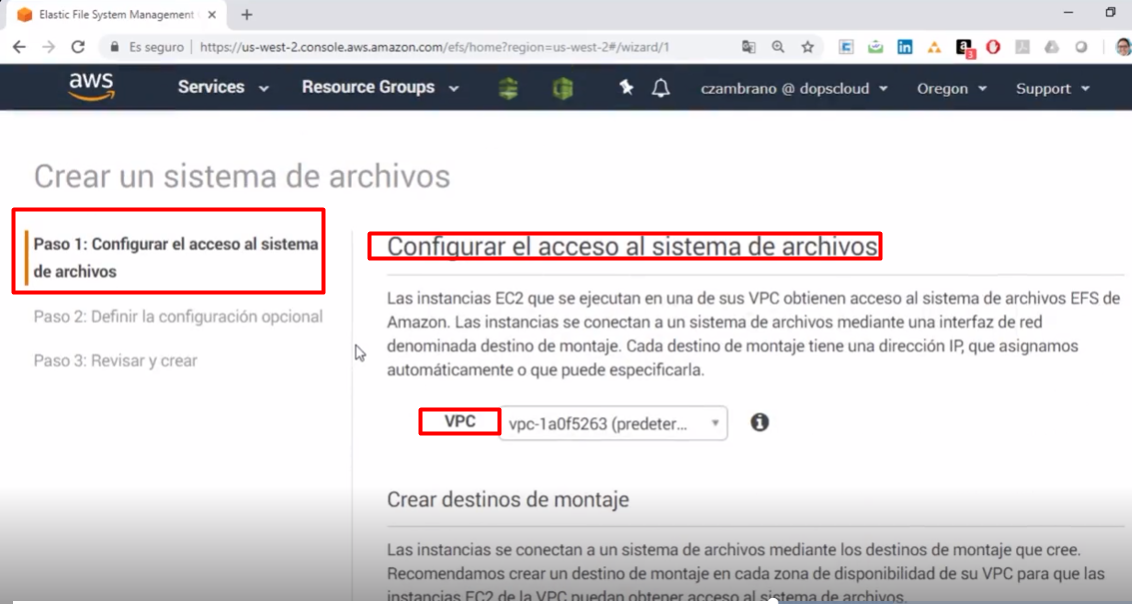 Elastic File System Management
Es seguro
https://us-west-2.console.aws.amazon.com/efs/home?region=us-west-2#/wizard/1
a
3
aws
Services
Resource Groups
czambrano @ dopscloud
Oregon
Support
Crear un sistema de archivos
Paso 1: Configurar el acceso al sistema
de archivos
Paso 2: Definir la configuración opcional
Paso 3: Revisar y crear
Configurar el acceso al sistema de archivos
Las instancias EC2 que se ejecutan en una de sus VPC obtienen acceso al sistema de archivos EFS de
Amazon. Las instancias se conectan a un sistema de archivos mediante una interfaz de red
denominada destino de montaje. Cada destino de montaje tiene una dirección IP, que asignamos
automáticamente o que puede especificarla.
VPC
vpc-1a0f5263 (predeter...
Crear destinos de montaje
Las instancias se conectan a un sistema de archivos mediante los destinos de montaje que cree.
Recomendamos crear un destino de montaje en cada zona de disponibilidad de su VPC para que las
instancias EC2 de la VPC puedan obtener acceso al sistema de archivos.